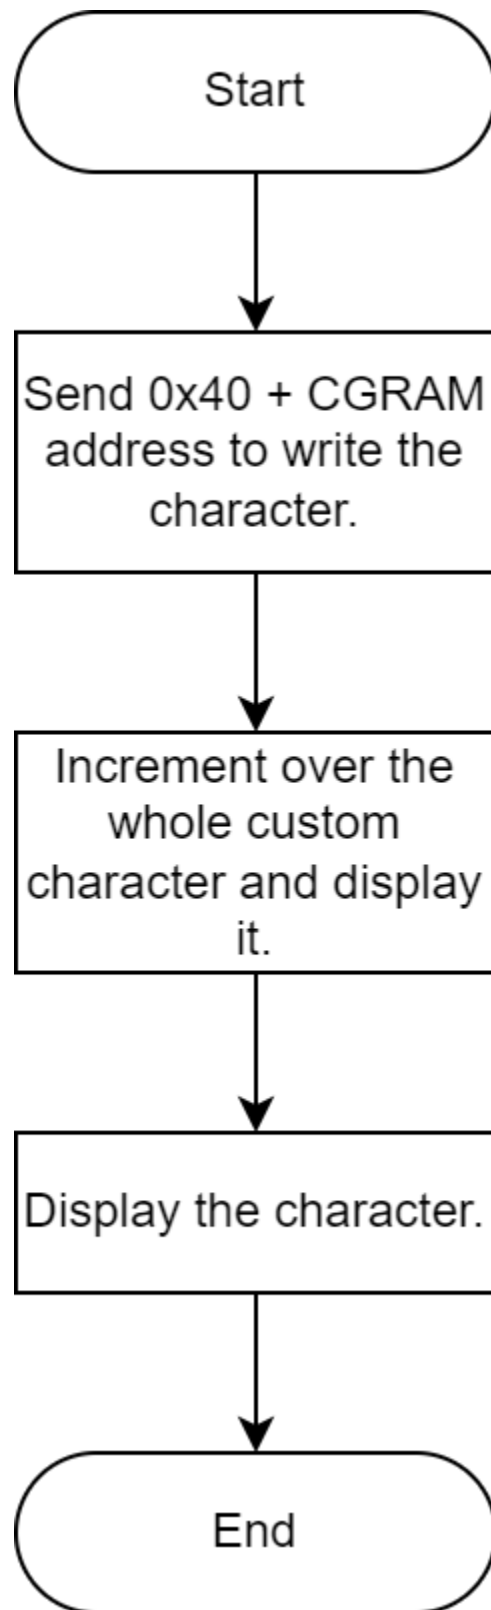 Start
Send 0x40 + CGRAM
address to write the
character.
Increment over the
whole custom
character and display
it.
Display the character.
End